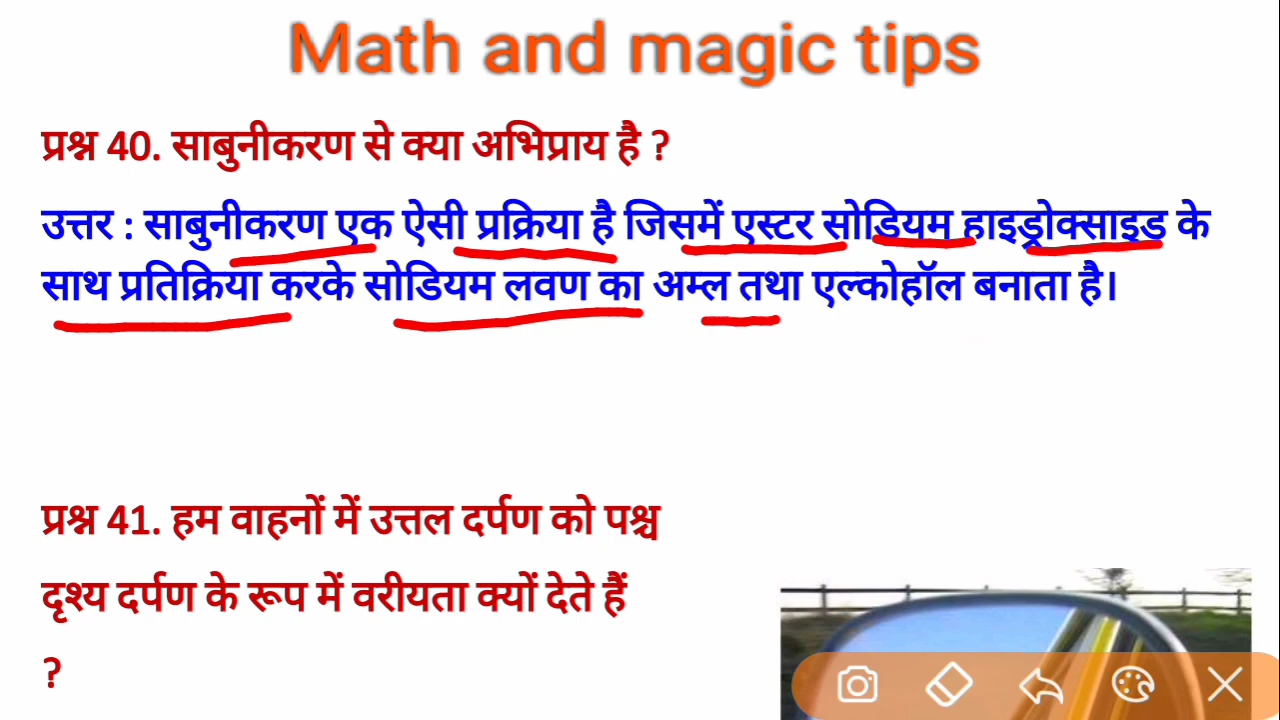 Math and magic tips
प्रश्न 40. साबुनीकरण से क्या अभिप्राय है ?
उत्तर : साबुनीकरण एक ऐसी प्रक्रिया है जिसमें एस्टर सोडियम हाइड्रोक्साइड के
साथ प्रतिक्रिया करके सोडियम लवण का अम्ल तथा एल्कोहॉल बनाता है।
प्रश्न 41. हम वाहनों में उत्तल दर्पण को पश्च
दृश्य दर्पण के रूप में वरीयता क्यों देते हैं
?